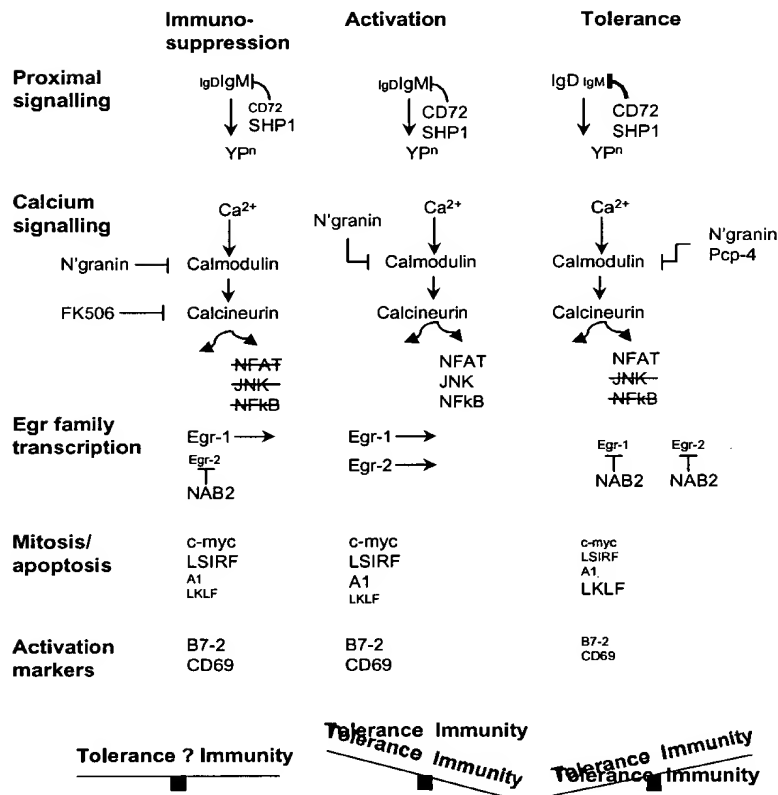 Immuno-suppression Activation Tolerance
Proximal signalling
IgDIgM IgDIgM IgD IgM
CD72 CD72 CD72
SHP1 SHP1 SHP1
YPⁿ YPⁿ YPⁿ
Calcium signalling
Ca²⁺ Ca²⁺ Ca²⁺
N'granin N'granin
N'granin Calmodulin Calmodulin Calmodulin Pcp-4
FK506 Calcineurin Calcineurin Calcineurin
NFAT NFAT NFAT
JNK JNK JNK
NFkB NFkB NFkB
Egr family transcription
Egr-1 Egr-1 Egr-1 Egr-2
Egr-2 Egr-2
NAB2 NAB2 NAB2
Mitosis/apoptosis
c-myc c-myc c-myc
LSIRF LSIRF LSIRF
A1 A1 A1
LKLF LKLF LKLF
Activation markers
B7-2 B7-2 B7-2
CD69 CD69 CD69
Tolerance Immunity
Tolerance ? Immunity Tolerance Immunity Tolerance Immunity
Tolerance Immunity